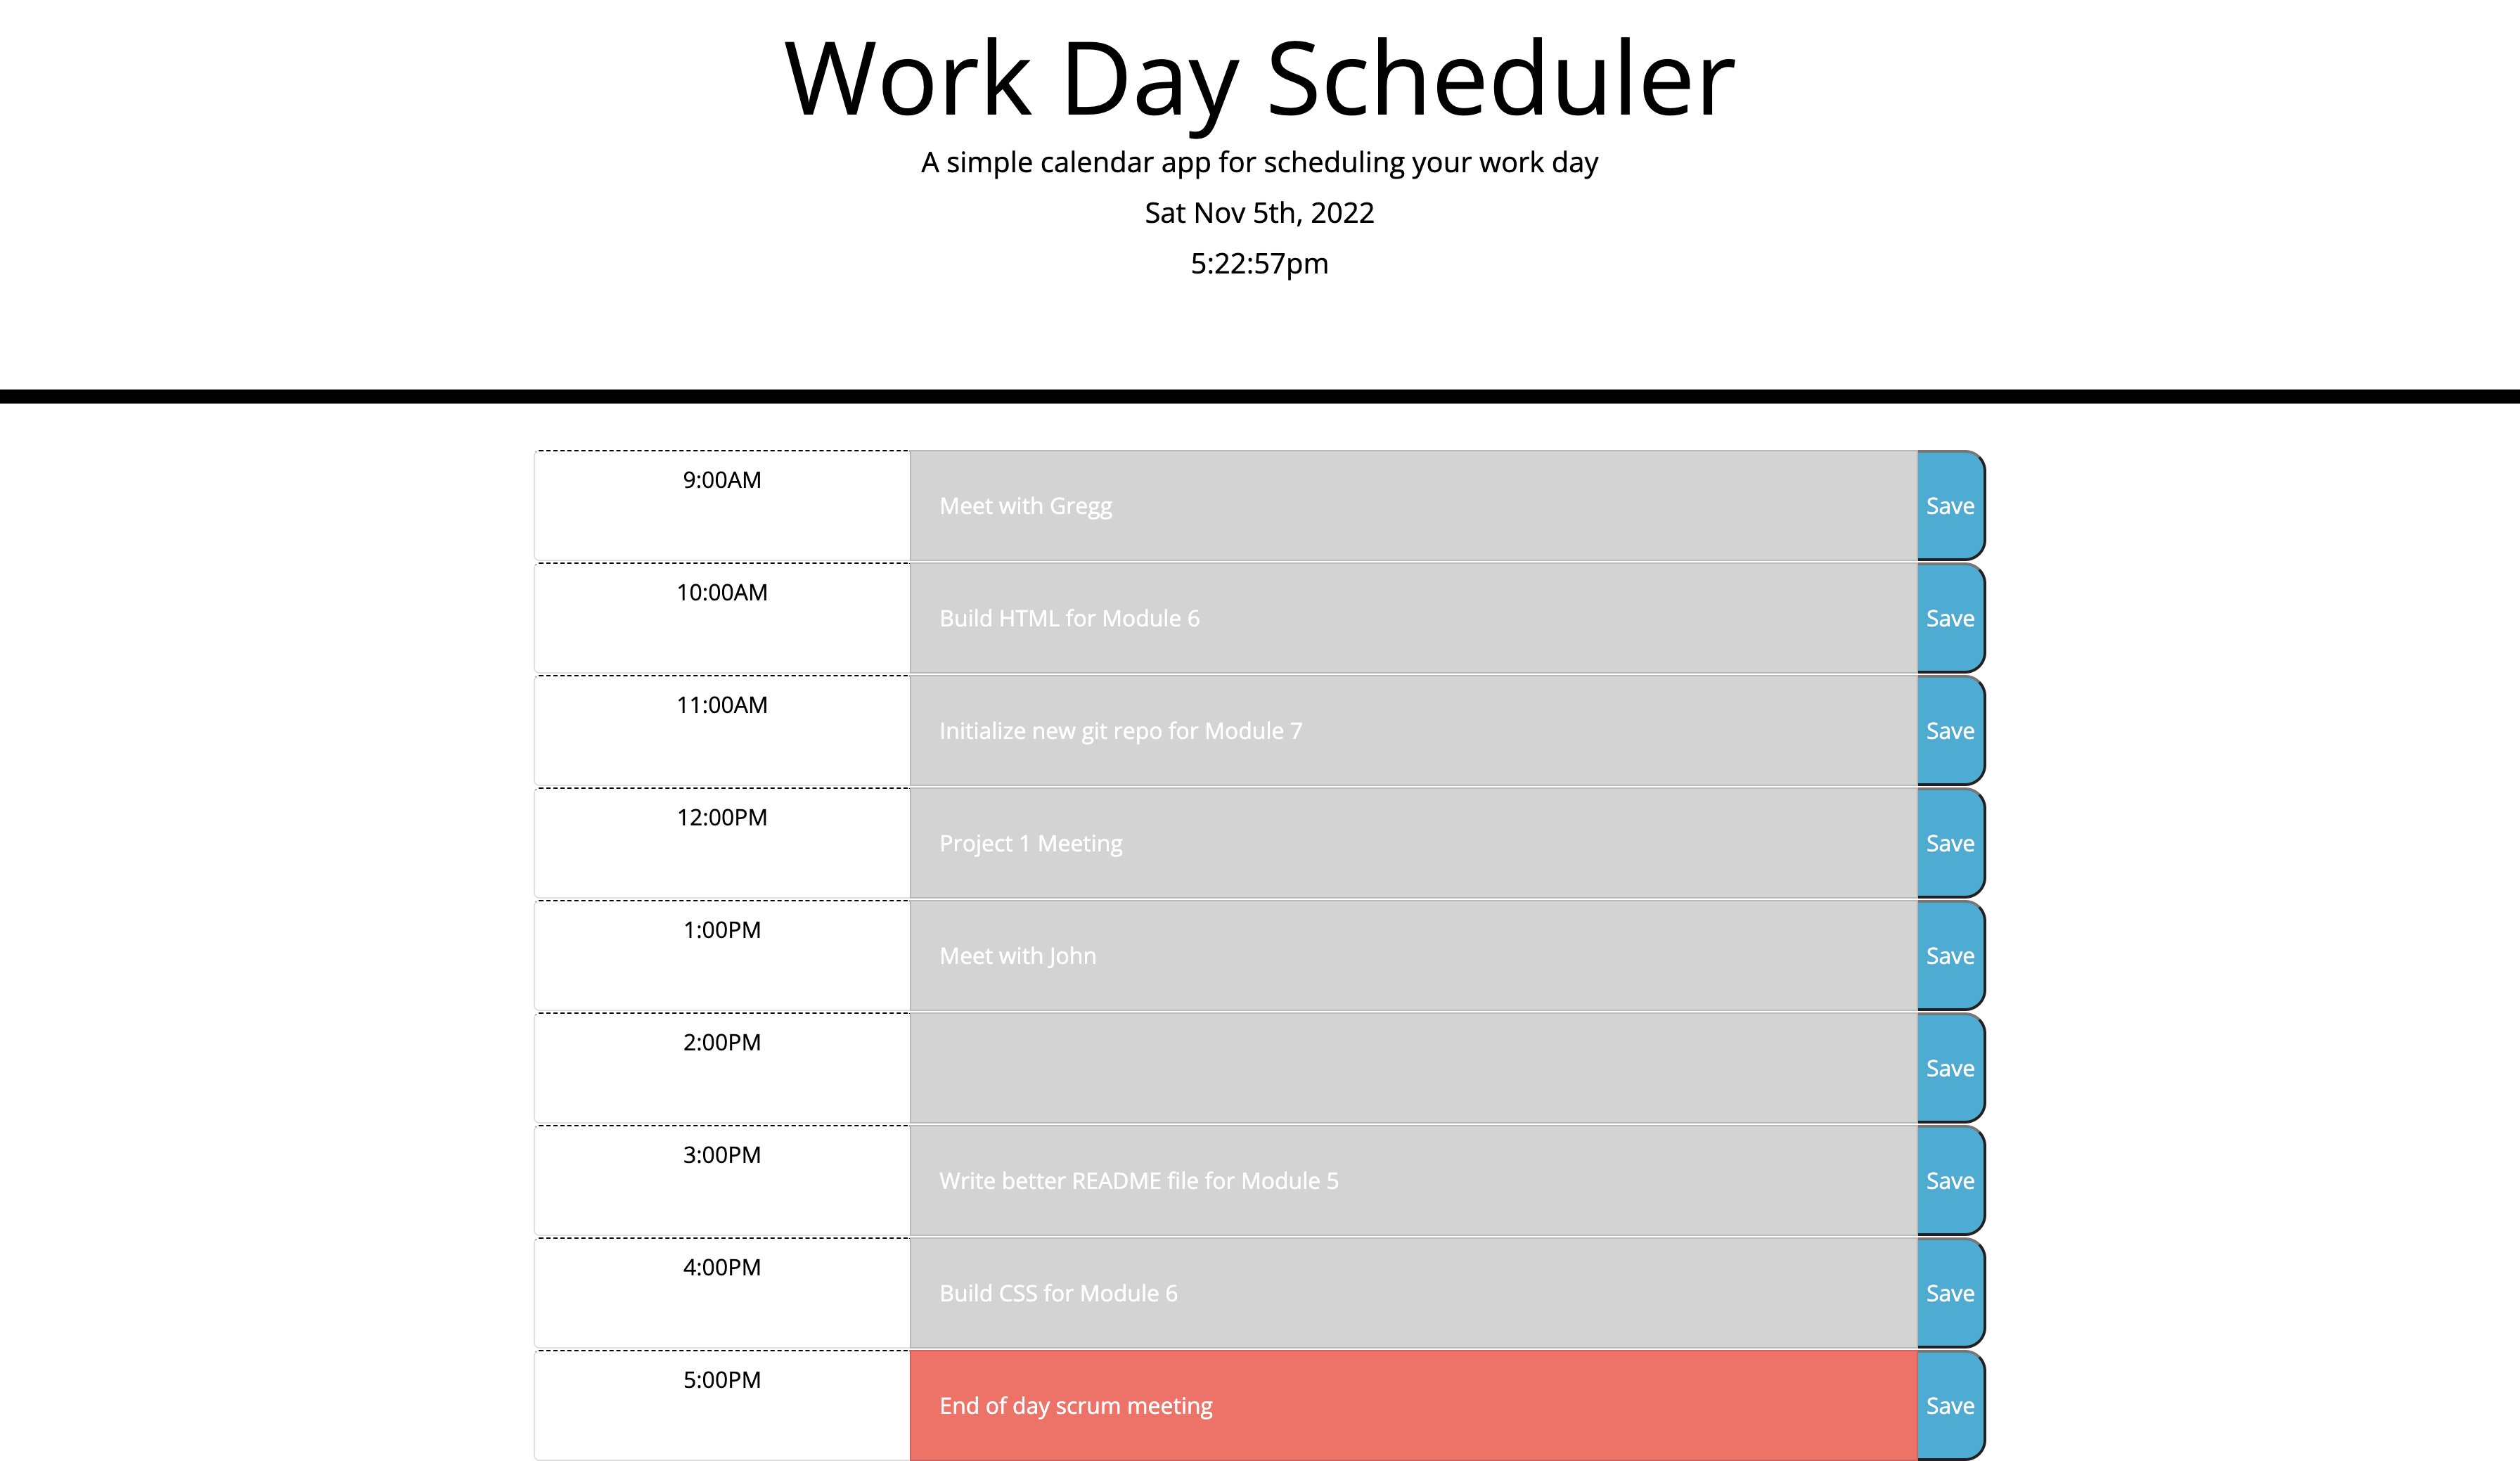 Work Day Scheduler
A simple calendar app for scheduling your work day
Sat Nov 5th, 2022
5:22:57pm
9:00AM Meet with Gregg Save
10:00AM Build HTML for Module 6 Save
11:00AM Initialize new git repo for Module 7 Save
12:00PM Project 1 Meeting Save
1:00PM Meet with John Save
2:00PM Save
3:00PM Write better README file for Module 5 Save
4:00PM Build CSS for Module 6 Save
5:00PM End of day scrum meeting Save